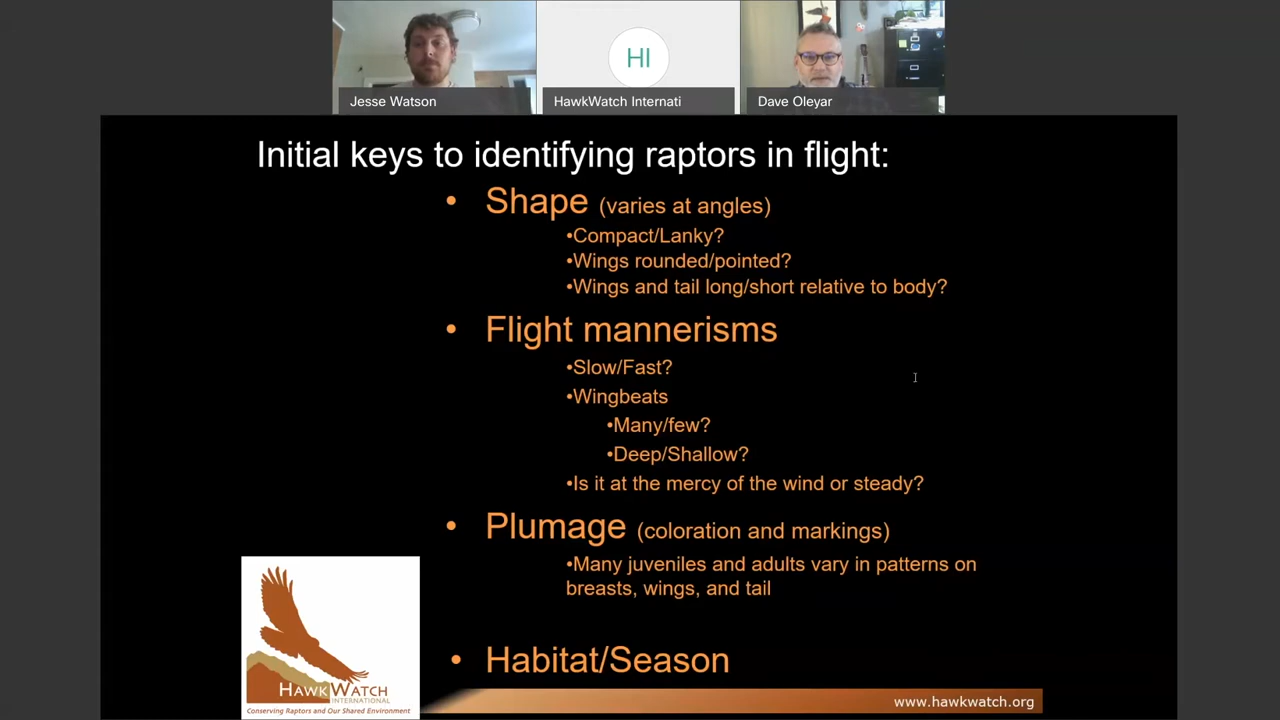 HI
Jesse Watson
HawkWatch Internati
Dave Oleyar
Initial keys to identifying raptors in flight:
• Shape (varies at angles)
•Compact/Lanky?
•Wings rounded/pointed?
•Wings and tail long/short relative to body?
• Flight mannerisms
•Slow/Fast?
•Wingbeats
•Many/few?
•Deep/Shallow?
•Is it at the mercy of the wind or steady?
• Plumage (coloration and markings)
•Many juveniles and adults vary in patterns on
breasts, wings, and tail
• Habitat/Season
HAWKWATCH
INTERNATIONAL
Conserving Raptors and Our Shared Environment
www.hawkwatch.org